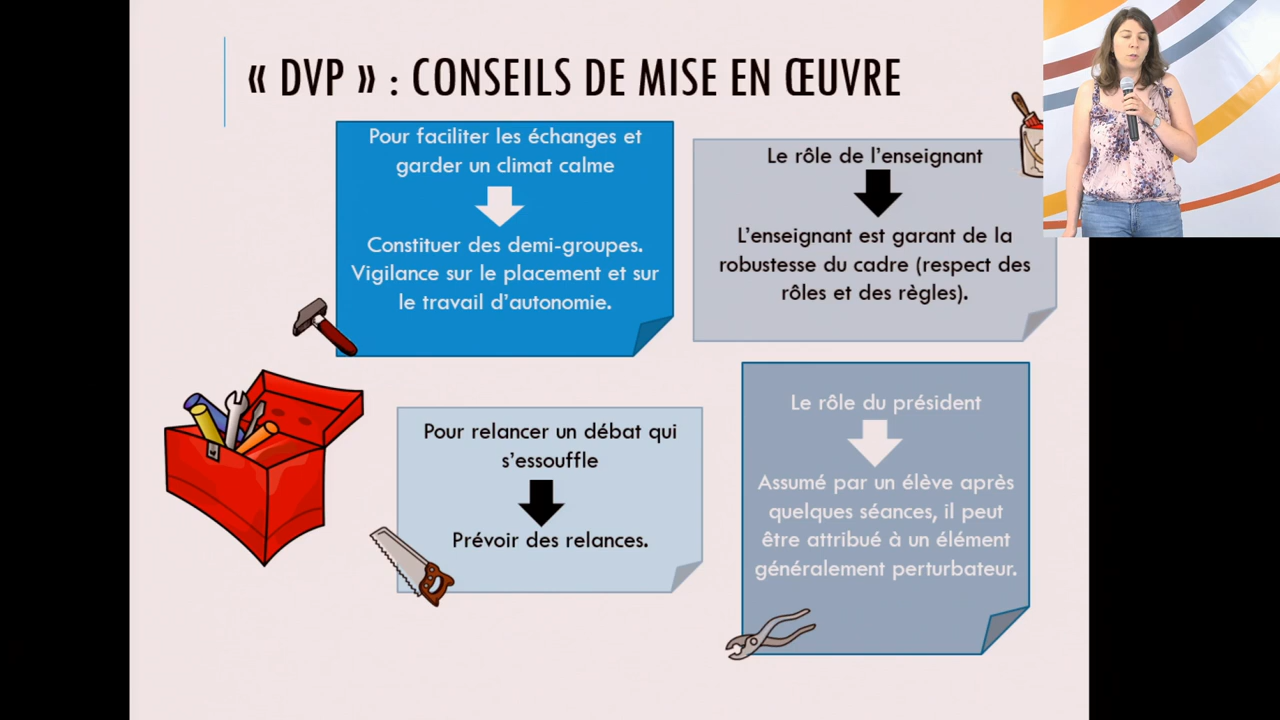 « DVP » : CONSEILS DE MISE EN ŒUVRE
Pour faciliter les échanges et
garder un climat calme
Constituer des demi-groupes.
Vigilance sur le placement et sur
le travail d'autonomie.
Le rôle de l'enseignant
L'enseignant est garant de la
robustesse du cadre (respect des
rôles et des règles).
Pour relancer un débat qui
s'essouffle
Prévoir des relances.
Le rôle du président
Assumé par un élève après
quelques séances, il peut
être attribué à un élément
généralement perturbateur.